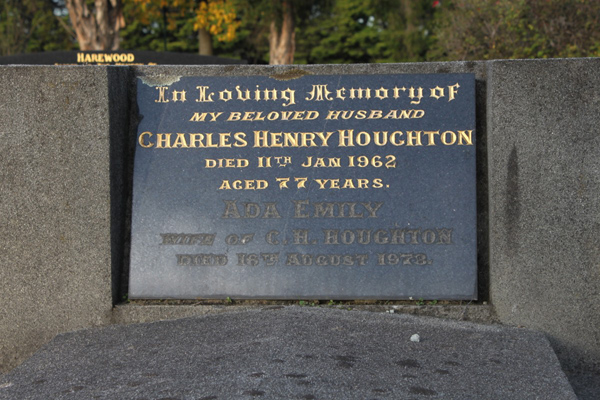 HAREWOOD
In Loving Memory of
MY BELOVED HUSBAND
CHARLES HENRY HOUGHTON
DIED 11TH JAN 1962
AGED 77 YEARS.
ADA EMILY
WIFE OF C. H. HOUGHTON
DIED 16TH AUGUST 1973.